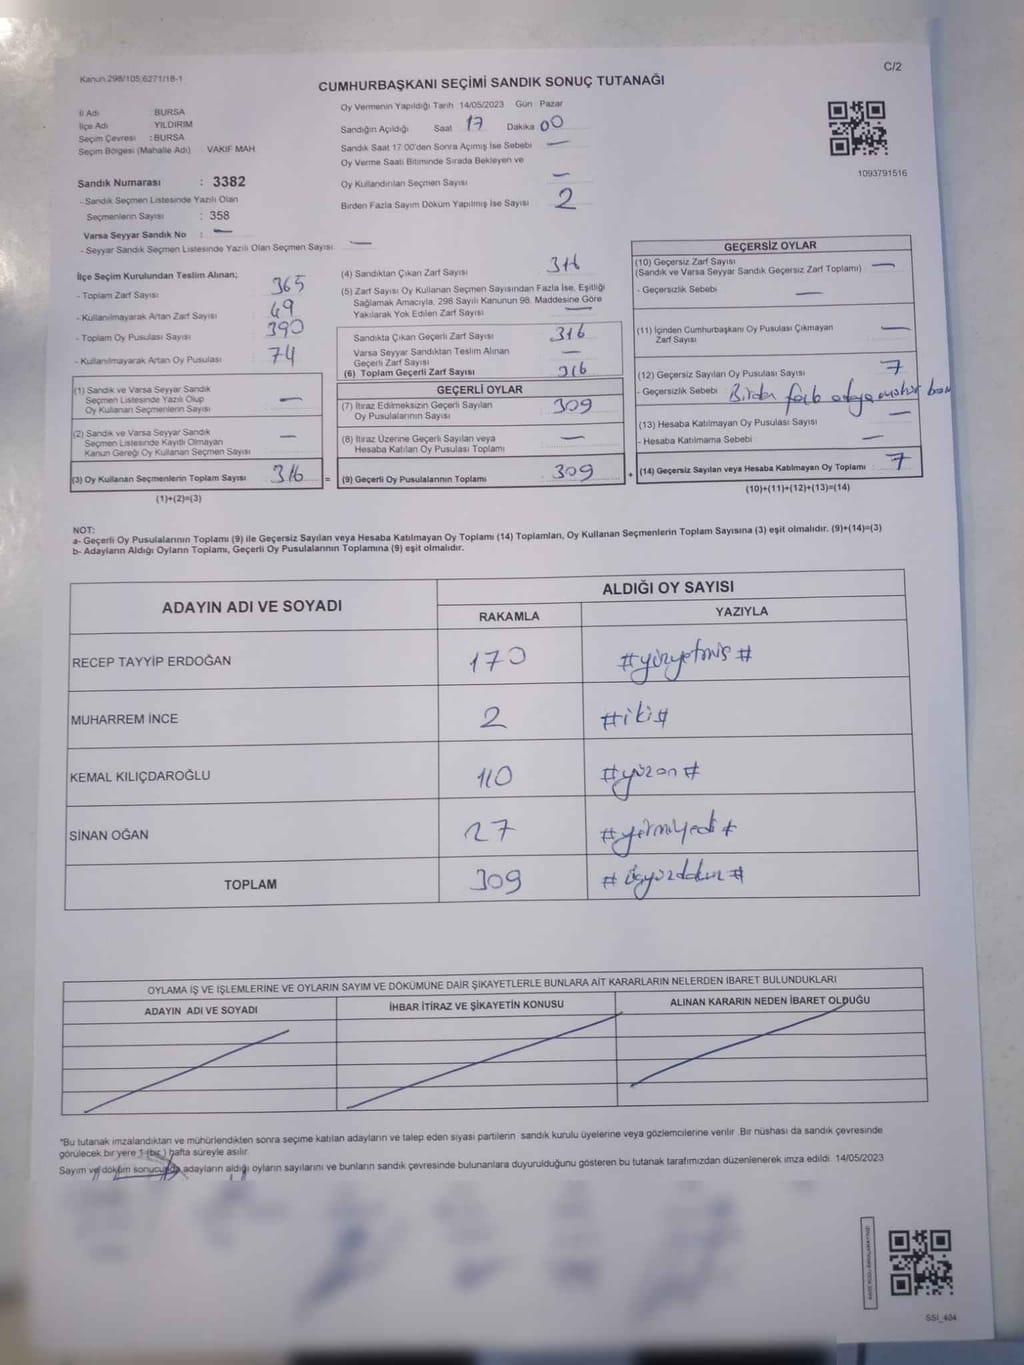 Kanun 298/105,6271/18-1
C/2
CUMHURBAŞKANI SEÇİMİ SANDIK SONUÇ TUTANAĞI
İl Adı : BURSA
İlçe Adı : YILDIRIM
Seçim Çevresi : BURSA
Seçim Bölgesi (Mahalle Adı) VAKIF MAH
Oy Vermenin Yapıldığı Tarih 14/05/2023 Gün Pazar
Sandığın Açıldığı Saat 17 Dakika 00
Sandık Saat 17:00'den Sonra Açımış İse Sebebi —
Oy Verme Saati Bitiminde Sırada Bekleyen ve
Oy Kullandırılan Seçmen Sayısı —
Birden Fazla Sayım Döküm Yapılmış İse Sayısı 2
1093791516
Sandık Numarası : 3382
- Sandık Seçmen Listesinde Yazılı Olan
Seçmenlerin Sayısı : 358
Varsa Seyyar Sandık No : —
- Seyyar Sandık Seçmen Listesinde Yazılı Olan Seçmen Sayısı: —
İlçe Seçim Kurulundan Teslim Alınan;
- Toplam Zarf Sayısı 365
- Kullanılmayarak Artan Zarf Sayısı 49
- Toplam Oy Pusulası Sayısı 390
- Kullanılmayarak Artan Oy Pusulası 74
(1) Sandık ve Varsa Seyyar Sandık
Seçmen Listesinde Yazılı Olup
Oy Kullanan Seçmenlerin Sayısı —
(2) Sandık ve Varsa Seyyar Sandık
Seçmen Listesinde Kayıtlı Olmayan
Kanun Gereği Oy Kullanan Seçmen Sayısı —
(3) Oy Kullanan Seçmenlerin Toplam Sayısı 316
(1)+(2)=(3)
=
(4) Sandıktan Çıkan Zarf Sayısı 316
(5) Zarf Sayısı Oy Kullanan Seçmen Sayısından Fazla İse, Eşitliği
Sağlamak Amacıyla, 298 Sayılı Kanunun 98. Maddesine Göre
Yakılarak Yok Edilen Zarf Sayısı —
Sandıkta Çıkan Geçerli Zarf Sayısı 316
Varsa Seyyar Sandıktan Teslim Alınan
Geçerli Zarf Sayısı —
(6) Toplam Geçerli Zarf Sayısı 316
GEÇERLİ OYLAR
(7) İtiraz Edilmeksizin Geçerli Sayılan
Oy Pusulalarının Sayısı 309
(8) İtiraz Üzerine Geçerli Sayılan veya
Hesaba Katılan Oy Pusulası Toplamı —
(9) Geçerli Oy Pusulalarının Toplamı 309
+
GEÇERSİZ OYLAR
(10) Geçersiz Zarf Sayısı
(Sandık ve Varsa Seyyar Sandık Geçersiz Zarf Toplamı) —
- Geçersizlik Sebebi —
(11) İçinden Cumhurbaşkanı Oy Pusulası Çıkmayan
Zarf Sayısı —
(12) Geçersiz Sayılan Oy Pusulası Sayısı 7
- Geçersizlik Sebebi Birden
(13) Hesaba Katılmayan Oy Pusulası Sayısı —
- Hesaba Katılmama Sebebi —
(14) Geçersiz Sayılan veya Hesaba Katılmayan Oy Toplamı 7
(10)+(11)+(12)+(13)=(14)
NOT:
a- Geçerli Oy Pusulalarının Toplamı (9) ile Geçersiz Sayılan veya Hesaba Katılmayan Oy Toplamı (14) Toplamları, Oy Kullanan Seçmenlerin Toplam Sayısına (3) eşit olmalıdır. (9)+(14)=(3)
b- Adayların Aldığı Oyların Toplamı, Geçerli Oy Pusulalarının Toplamına (9) eşit olmalıdır.
ADAYIN ADI VE SOYADI
ALDIĞI OY SAYISI
RAKAMLA YAZIYLA
RECEP TAYYİP ERDOĞAN 170 #yüzyetmiş#
MUHARREM İNCE 2 #iki#
KEMAL KILIÇDAROĞLU 110 #yüzon#
SİNAN OĞAN 27 #yirmiyedi#
TOPLAM 309 #üçyüzdokuz#
OYLAMA İŞ VE İŞLEMLERİNE VE OYLARIN SAYIM VE DÖKÜMÜNE DAİR ŞİKAYETLERLE BUNLARA AİT KARARLARIN NELERDEN İBARET BULUNDUKLARI
ADAYIN ADI VE SOYADI
İHBAR İTİRAZ VE ŞİKAYETİN KONUSU
ALINAN KARARIN NEDEN İBARET OLDUĞU
*Bu tutanak imzalandıktan ve mühürlendikten sonra seçime katılan adayların ve talep eden siyasi partilerin sandık kurulu üyelerine veya gözlemcilerine verilir. Bir nüshası da sandık çevresinde
görülecek bir yere 1 (bir) hafta süreyle asılır.
Sayım ve döküm sonucunda adayların aldığı oyların sayılarını ve bunların sandık çevresinde bulunanlara duyurulduğunu gösteren bu tutanak tarafımızdan düzenlenerek imza edildi. 14/05/2023
SSI_404